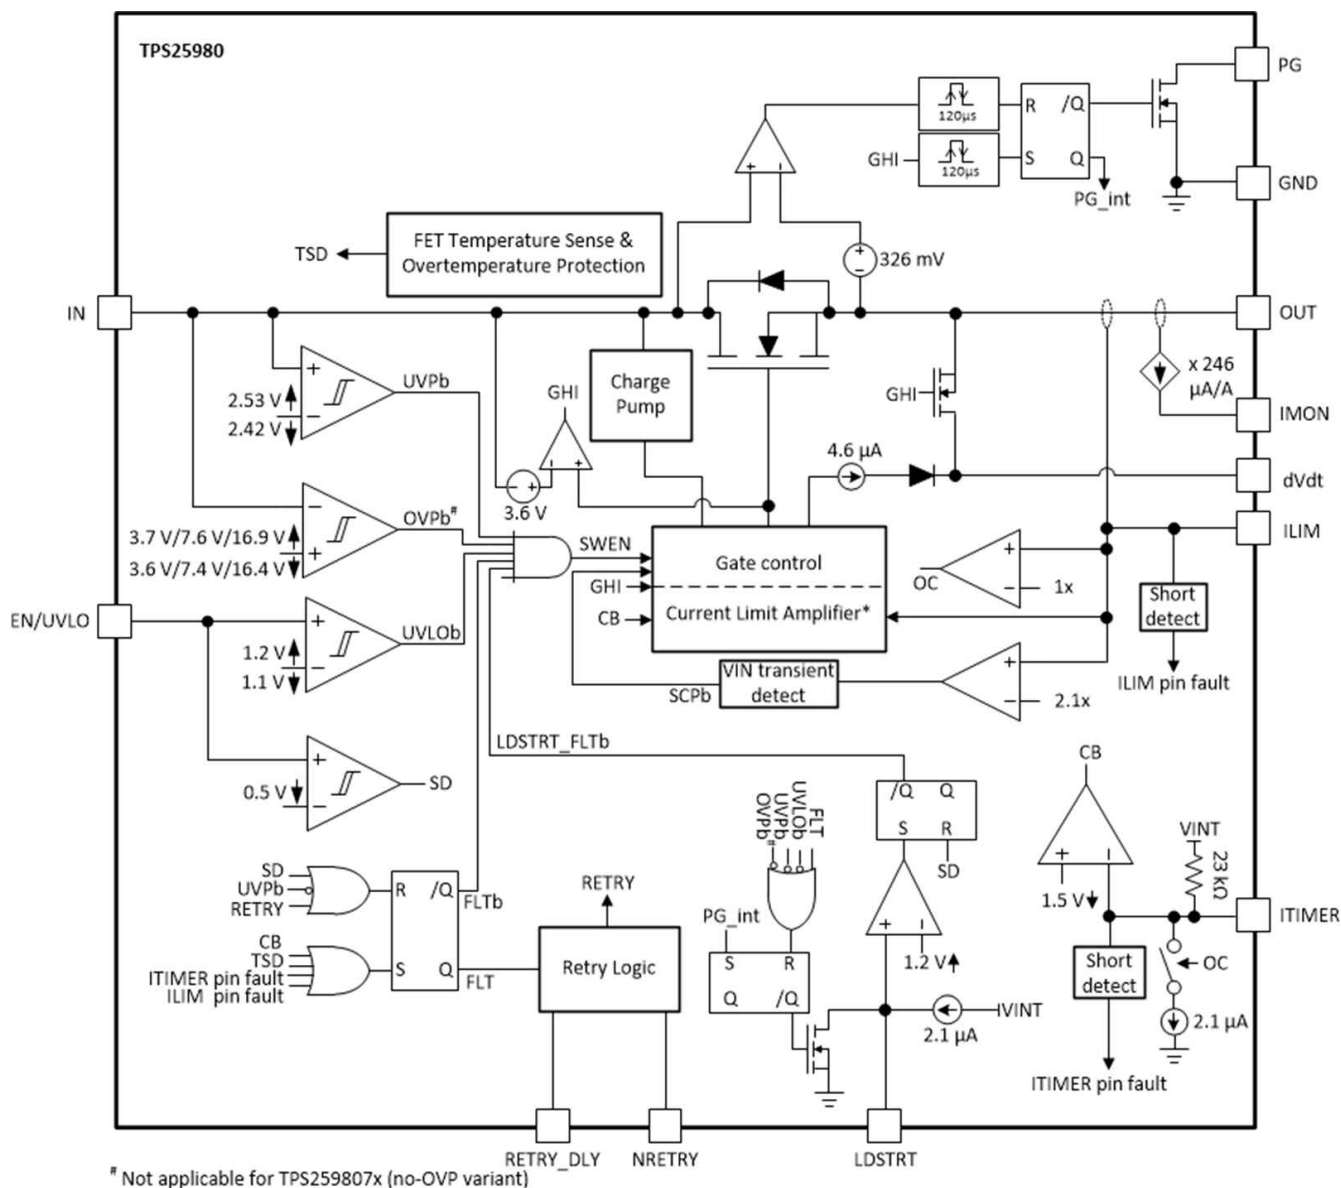 TPS25980
PG
R
/Q
120µs
GHI
S
Q
120µs
PG_int
GND
FET Temperature Sense &
Overtemperature Protection
TSD
+
−
+
−
326 mV
IN
OUT
+
UVPb
2.53 V
−
2.42 V
GHI
Charge
Pump
GHI
x 246
µA/A
IMON
−
+
4.6 µA
dVdt
−
OVPb#
3.7 V/7.6 V/16.9 V
+
3.6 V/7.4 V/16.4 V
−
+
3.6 V
SWEN
Gate control
GHI
CB
Current Limit Amplifier*
ILIM
OC
+
−
1x
Short
detect
ILIM pin fault
EN/UVLO
+
UVLOb
1.2 V
−
1.1 V
VIN transient
detect
SCPb
+
−
2.1x
LDSTRT_FLTb
+
SD
0.5 V
−
OVPb#
UVPb
UVLOb
FLT
/Q
Q
S
R
SD
CB
+
−
1.5 V
VINT
23 kΩ
ITIMER
SD
UVPb
RETRY
R
/Q
FLTb
CB
TSD
ITIMER pin fault
ILIM pin fault
S
Q
FLT
RETRY
Retry Logic
PG_int
S
R
Q
/Q
+
−
1.2 V
2.1 µA
VINT
Short
detect
OC
2.1 µA
ITIMER pin fault
RETRY_DLY
NRETRY
LDSTRT
# Not applicable for TPS259807x (no-OVP variant)